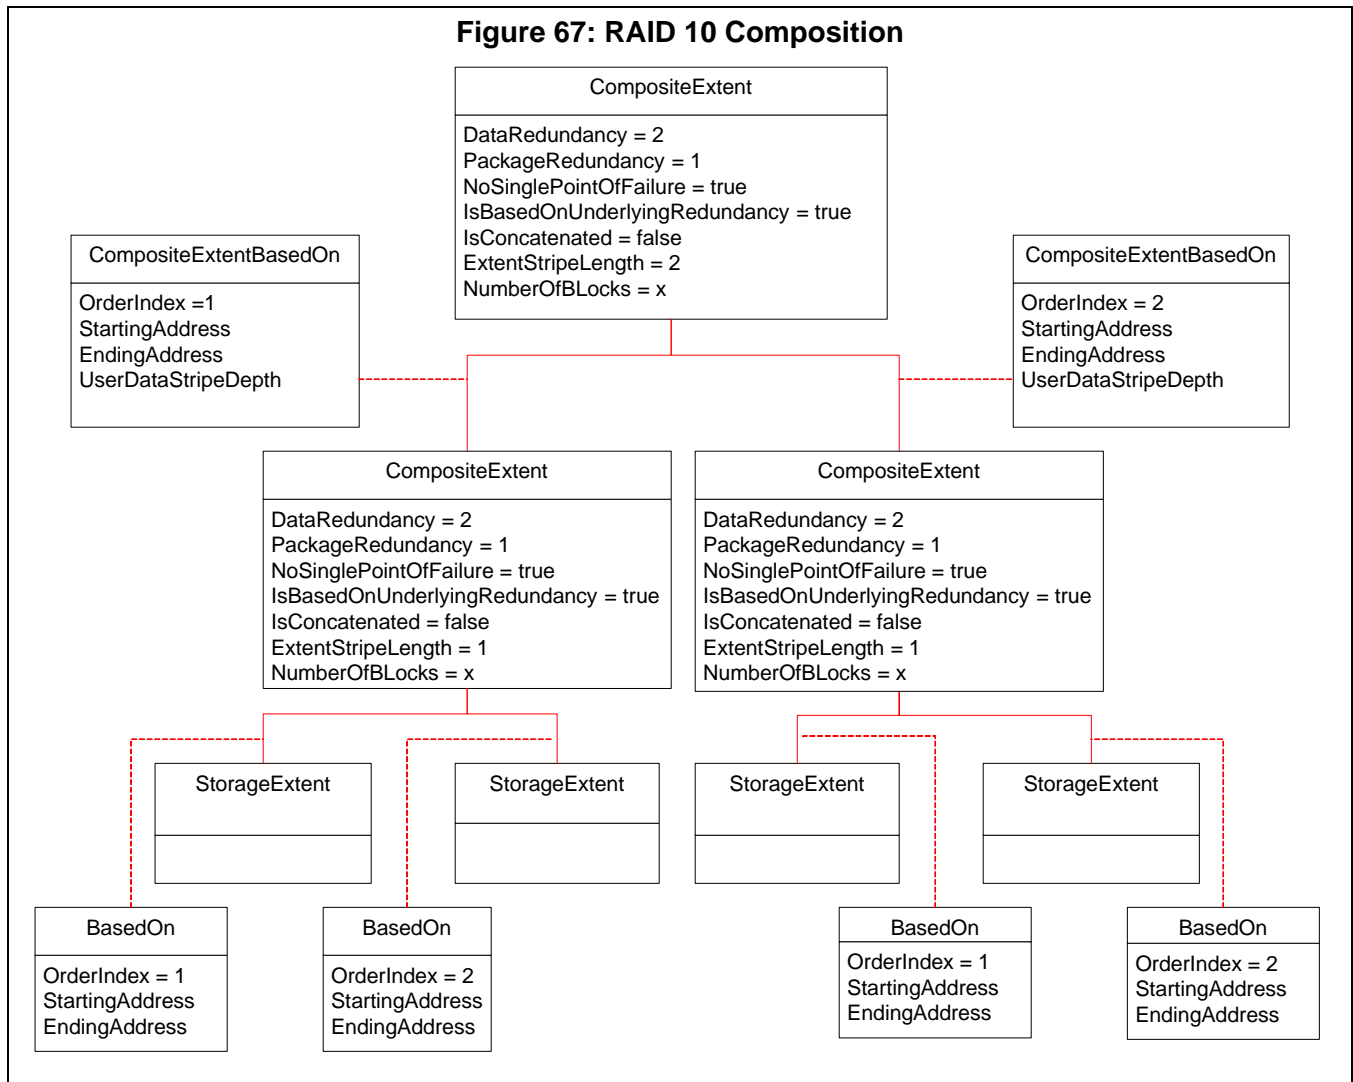 Figure 67: RAID 10 Composition
CompositeExtent
DataRedundancy = 2
PackageRedundancy = 1
NoSinglePointOfFailure = true
IsBasedOnUnderlyingRedundancy = true
IsConcatenated = false
ExtentStripeLength = 2
NumberOfBLocks = x
CompositeExtentBasedOn
OrderIndex =1
StartingAddress
EndingAddress
UserDataStripeDepth
CompositeExtentBasedOn
OrderIndex = 2
StartingAddress
EndingAddress
UserDataStripeDepth
CompositeExtent
DataRedundancy = 2
PackageRedundancy = 1
NoSinglePointOfFailure = true
IsBasedOnUnderlyingRedundancy = true
IsConcatenated = false
ExtentStripeLength = 1
NumberOfBLocks = x
CompositeExtent
DataRedundancy = 2
PackageRedundancy = 1
NoSinglePointOfFailure = true
IsBasedOnUnderlyingRedundancy = true
IsConcatenated = false
ExtentStripeLength = 1
NumberOfBLocks = x
StorageExtent
StorageExtent
StorageExtent
StorageExtent
BasedOn
OrderIndex = 1
StartingAddress
EndingAddress
BasedOn
OrderIndex = 2
StartingAddress
EndingAddress
BasedOn
OrderIndex = 1
StartingAddress
EndingAddress
BasedOn
OrderIndex = 2
StartingAddress
EndingAddress